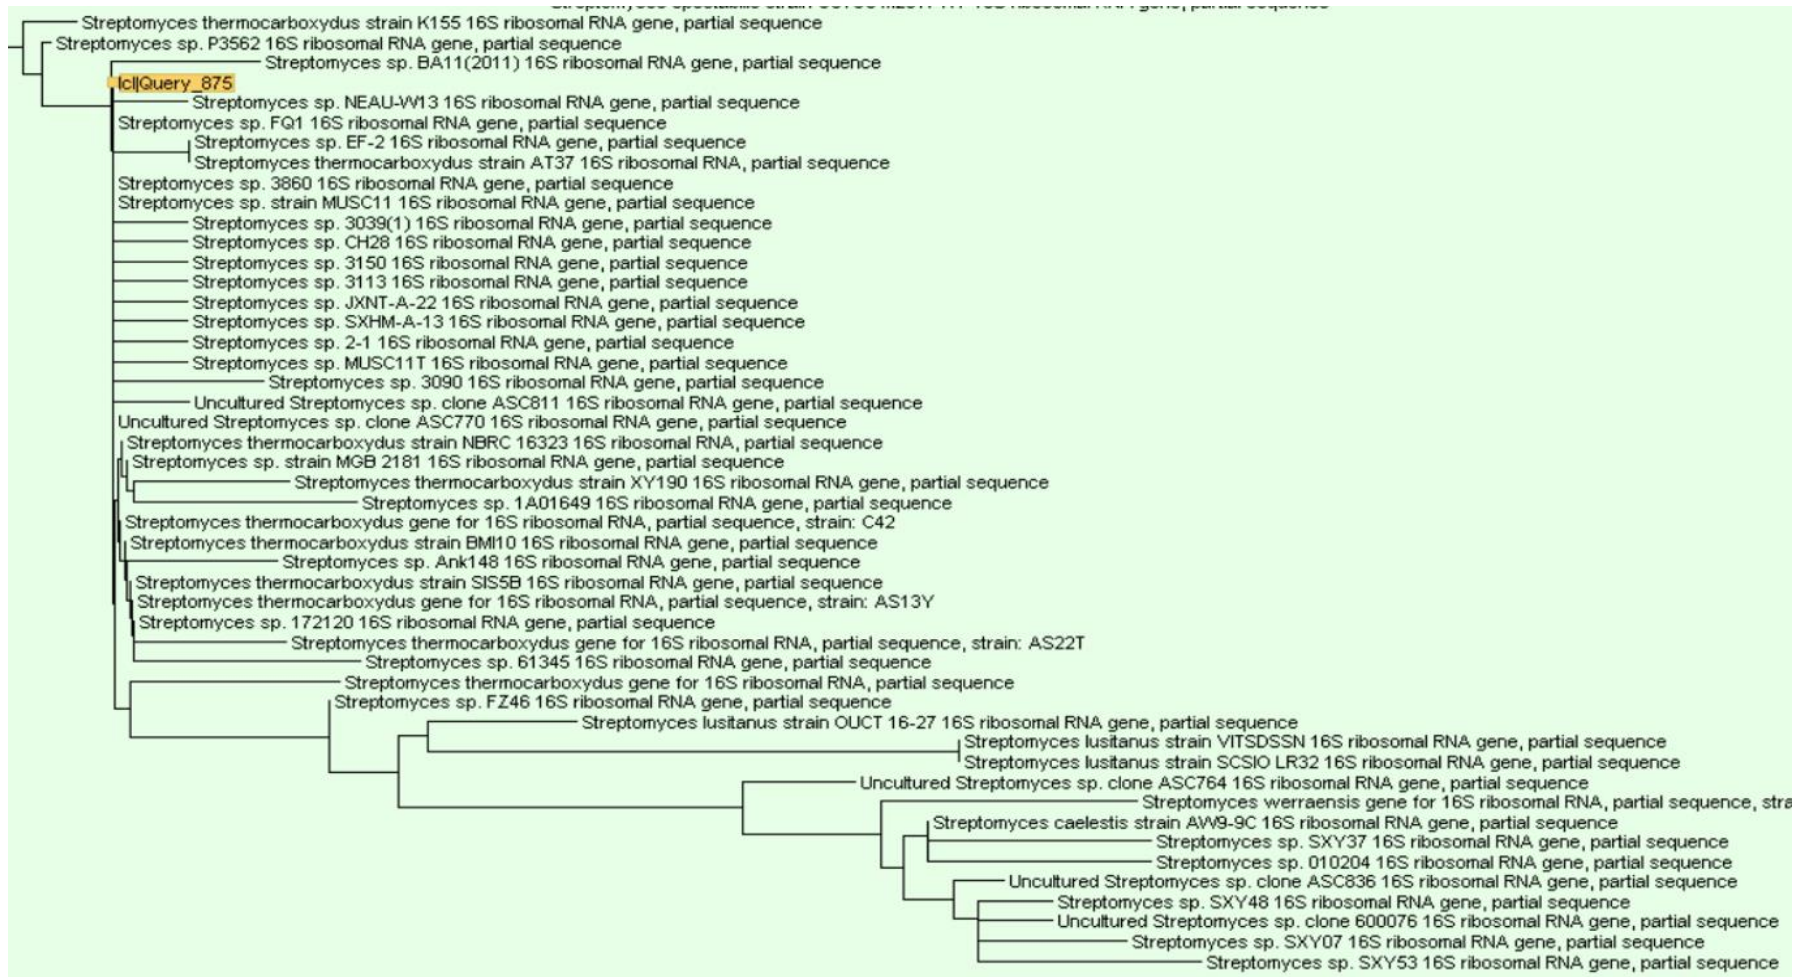 Streptomyces thermocarboxydus strain K155 16S ribosomal RNA gene, partial sequence
Streptomyces sp. P3562 16S ribosomal RNA gene, partial sequence
Streptomyces sp. BA11(2011) 16S ribosomal RNA gene, partial sequence
lcl|Query_875
Streptomyces sp. NEAU-W13 16S ribosomal RNA gene, partial sequence
Streptomyces sp. FQ1 16S ribosomal RNA gene, partial sequence
Streptomyces sp. EF-2 16S ribosomal RNA gene, partial sequence
Streptomyces thermocarboxydus strain AT37 16S ribosomal RNA, partial sequence
Streptomyces sp. 3860 16S ribosomal RNA gene, partial sequence
Streptomyces sp. strain MUSC11 16S ribosomal RNA gene, partial sequence
Streptomyces sp. 3039(1) 16S ribosomal RNA gene, partial sequence
Streptomyces sp. CH28 16S ribosomal RNA gene, partial sequence
Streptomyces sp. 3150 16S ribosomal RNA gene, partial sequence
Streptomyces sp. 3113 16S ribosomal RNA gene, partial sequence
Streptomyces sp. JXNT-A-22 16S ribosomal RNA gene, partial sequence
Streptomyces sp. SXHM-A-13 16S ribosomal RNA gene, partial sequence
Streptomyces sp. 2-1 16S ribosomal RNA gene, partial sequence
Streptomyces sp. MUSC11T 16S ribosomal RNA gene, partial sequence
Streptomyces sp. 3090 16S ribosomal RNA gene, partial sequence
Uncultured Streptomyces sp. clone ASC811 16S ribosomal RNA gene, partial sequence
Uncultured Streptomyces sp. clone ASC770 16S ribosomal RNA gene, partial sequence
Streptomyces thermocarboxydus strain NBRC 16323 16S ribosomal RNA, partial sequence
Streptomyces sp. strain MGB 2181 16S ribosomal RNA gene, partial sequence
Streptomyces thermocarboxydus strain XY190 16S ribosomal RNA gene, partial sequence
Streptomyces sp. 1A01649 16S ribosomal RNA gene, partial sequence
Streptomyces thermocarboxydus gene for 16S ribosomal RNA, partial sequence, strain: C42
Streptomyces thermocarboxydus strain BMI10 16S ribosomal RNA gene, partial sequence
Streptomyces sp. Ank148 16S ribosomal RNA gene, partial sequence
Streptomyces thermocarboxydus strain SIS5B 16S ribosomal RNA gene, partial sequence
Streptomyces thermocarboxydus gene for 16S ribosomal RNA, partial sequence, strain: AS13Y
Streptomyces sp. 172120 16S ribosomal RNA gene, partial sequence
Streptomyces thermocarboxydus gene for 16S ribosomal RNA, partial sequence, strain: AS22T
Streptomyces sp. 61345 16S ribosomal RNA gene, partial sequence
Streptomyces thermocarboxydus gene for 16S ribosomal RNA, partial sequence
Streptomyces sp. FZ46 16S ribosomal RNA gene, partial sequence
Streptomyces lusitanus strain OUCT 16-27 16S ribosomal RNA gene, partial sequence
Streptomyces lusitanus strain VITSDSSN 16S ribosomal RNA gene, partial sequence
Streptomyces lusitanus strain SCSIO LR32 16S ribosomal RNA gene, partial sequence
Uncultured Streptomyces sp. clone ASC764 16S ribosomal RNA gene, partial sequence
Streptomyces werraensis gene for 16S ribosomal RNA, partial sequence, stra
Streptomyces caelestis strain AW9-9C 16S ribosomal RNA gene, partial sequence
Streptomyces sp. SXY37 16S ribosomal RNA gene, partial sequence
Streptomyces sp. 010204 16S ribosomal RNA gene, partial sequence
Uncultured Streptomyces sp. clone ASC836 16S ribosomal RNA gene, partial sequence
Streptomyces sp. SXY48 16S ribosomal RNA gene, partial sequence
Uncultured Streptomyces sp. clone 600076 16S ribosomal RNA gene, partial sequence
Streptomyces sp. SXY07 16S ribosomal RNA gene, partial sequence
Streptomyces sp. SXY53 16S ribosomal RNA gene, partial sequence